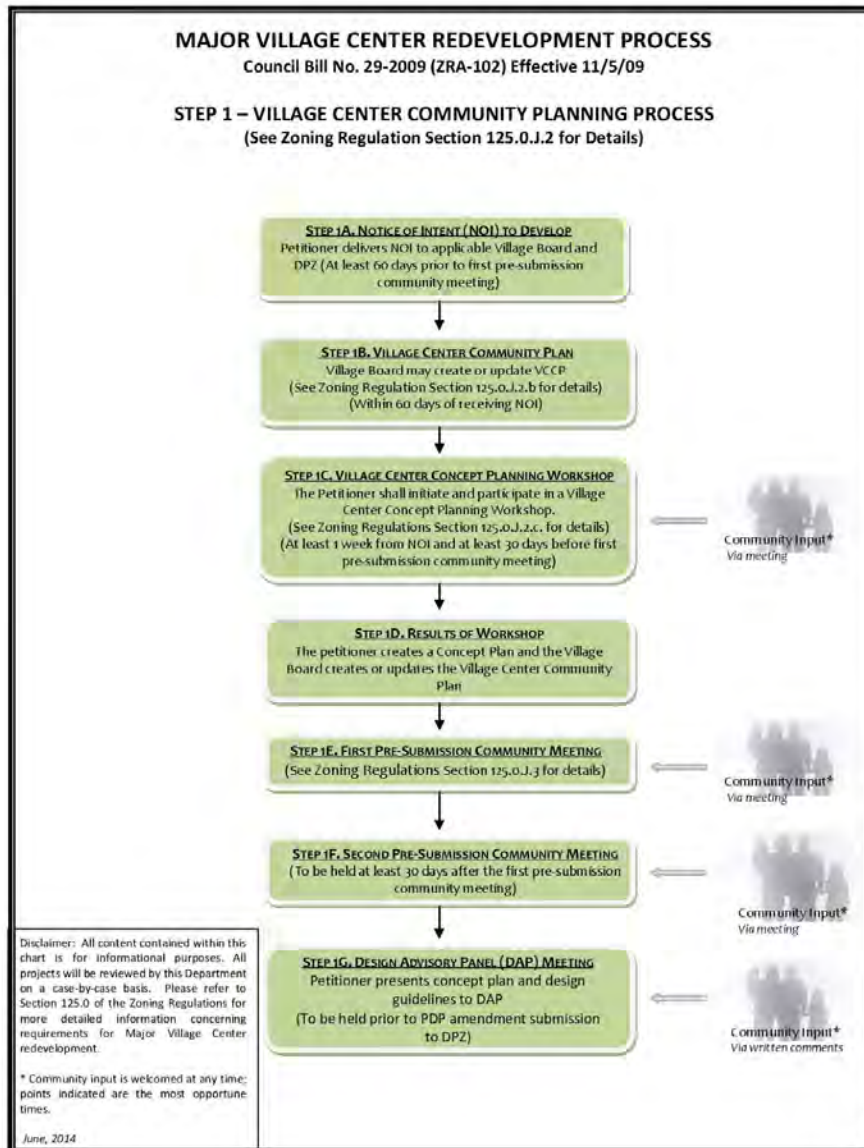 MAJOR VILLAGE CENTER REDEVELOPMENT PROCESS
Council Bill No. 29-2009 (ZRA-102) Effective 11/5/09
STEP 1 – VILLAGE CENTER COMMUNITY PLANNING PROCESS
(See Zoning Regulation Section 125.0.J.2 for Details)
STEP 1A. NOTICE OF INTENT (NOI) TO DEVELOP
Petitioner delivers NOI to applicable Village Board and
DPZ (At least 60 days prior to first pre-submission
community meeting)
STEP 1B. VILLAGE CENTER COMMUNITY PLAN
Village Board may create or update VCCP
(See Zoning Regulation Section 125.0.J.2.b for details)
(Within 60 days of receiving NOI)
STEP 1C. VILLAGE CENTER CONCEPT PLANNING WORKSHOP
The Petitioner shall initiate and participate in a Village
Center Concept Planning Workshop.
(See Zoning Regulations Section 125.0.J.2.c. for details)
(At least 1 week from NOI and at least 30 days before first
pre-submission community meeting)
Community Input*
Via meeting
STEP 1D. RESULTS OF WORKSHOP
The petitioner creates a Concept Plan and the Village
Board creates or updates the Village Center Community
Plan
STEP 1E. FIRST PRE-SUBMISSION COMMUNITY MEETING
(See Zoning Regulations Section 125.0.J.3 for details)
Community Input*
Via meeting
STEP 1F. SECOND PRE-SUBMISSION COMMUNITY MEETING
(To be held at least 30 days after the first pre-submission
community meeting)
Community Input*
Via meeting
STEP 1G. DESIGN ADVISORY PANEL (DAP) MEETING
Petitioner presents concept plan and design
guidelines to DAP
(To be held prior to PDP amendment submission
to DPZ)
Community Input*
Via written comments
Disclaimer: All content contained within this
chart is for informational purposes. All
projects will be reviewed by this Department
on a case-by-case basis. Please refer to
Section 125.0 of the Zoning Regulations for
more detailed information concerning
requirements for Major Village Center
redevelopment.
* Community input is welcomed at any time;
points indicated are the most opportune
times.
June, 2014